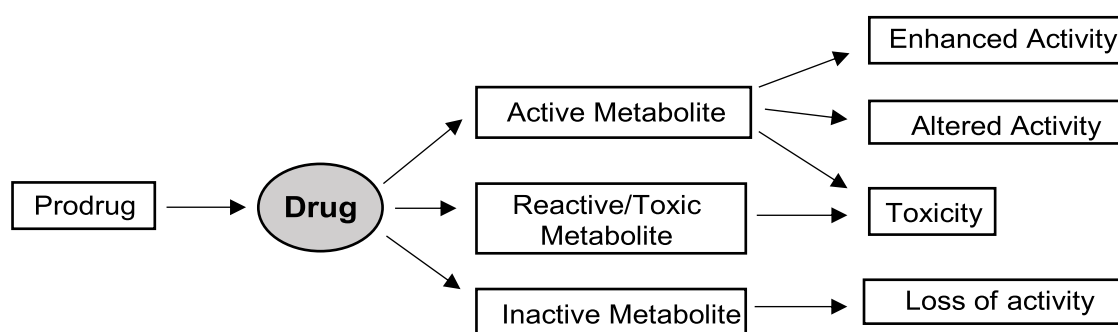 Enhanced Activity
Active Metabolite
Altered Activity
Prodrug
Drug
Reactive/Toxic
Metabolite
Toxicity
Inactive Metabolite
Loss of activity